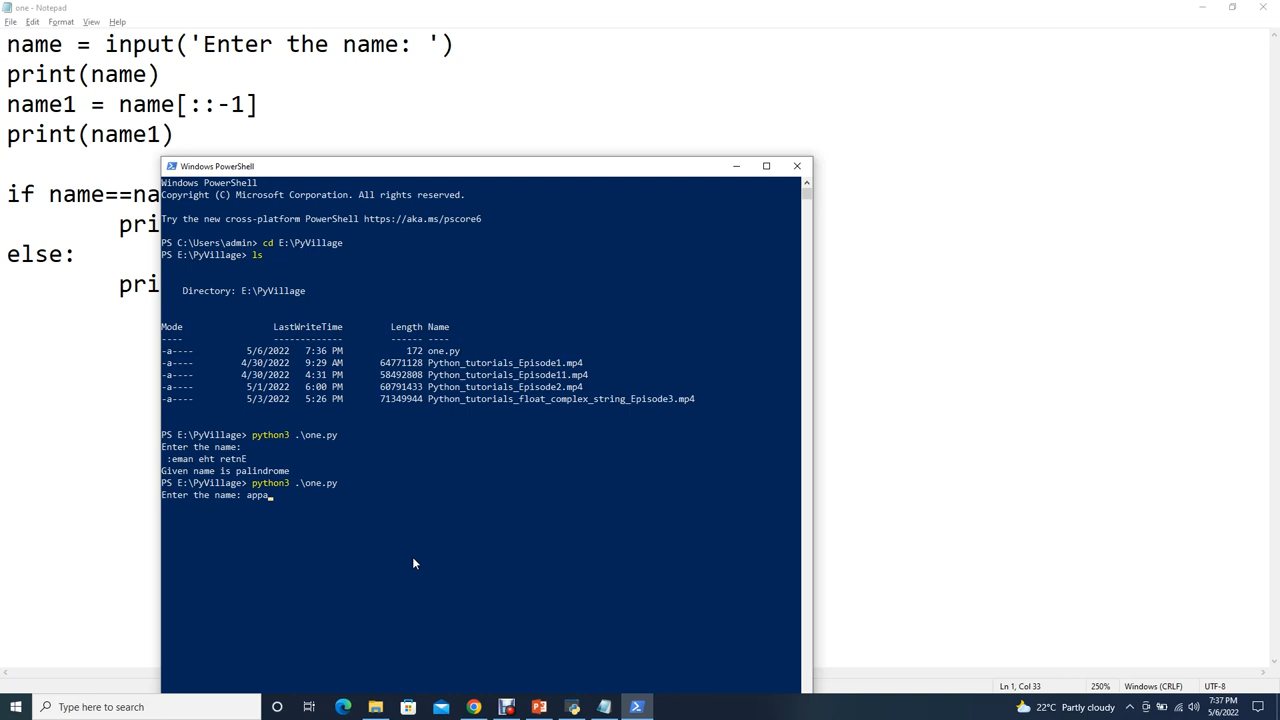 one - Notepad
File Edit Format View Help
name = input('Enter the name: ')
print(name)
name1 = name[::-1]
print(name1)
if name==na
pri
else:
pri
Windows PowerShell
Windows PowerShell
Copyright (C) Microsoft Corporation. All rights reserved.
Try the new cross-platform PowerShell https://aka.ms/pscore6
PS C:\Users\admin> cd E:\PyVillage
PS E:\PyVillage> ls
Directory: E:\PyVillage
Mode LastWriteTime Length Name
---- ------------- ------ ----
-a---- 5/6/2022 7:36 PM 172 one.py
-a---- 4/30/2022 9:29 AM 64771128 Python_tutorials_Episode1.mp4
-a---- 4/30/2022 4:31 PM 58492808 Python_tutorials_Episode11.mp4
-a---- 5/1/2022 6:00 PM 60791433 Python_tutorials_Episode2.mp4
-a---- 5/3/2022 5:26 PM 71349944 Python_tutorials_float_complex_string_Episode3.mp4
PS E:\PyVillage> python3 .\one.py
Enter the name:
:eman eht retnE
Given name is palindrome
PS E:\PyVillage> python3 .\one.py
Enter the name: appa
Ln 1, Col 33 250% Windows (CRLF) UTF-8
Type here to search
22°C Partly cloudy
7:37 PM
5/6/2022